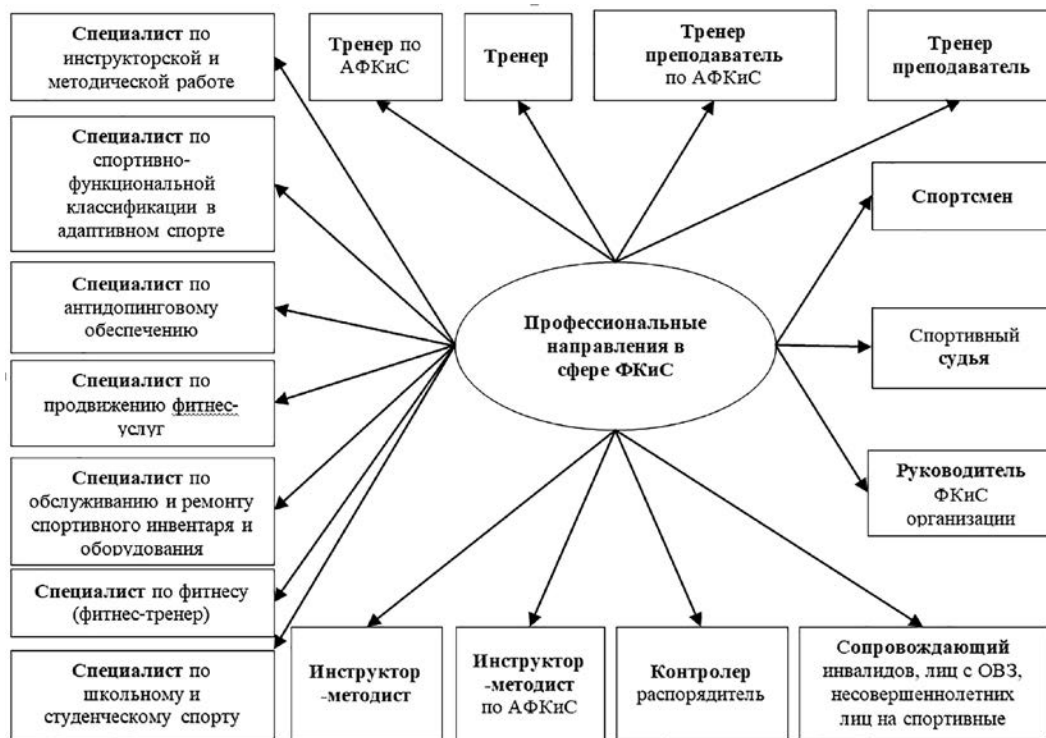 Специалист по
инструкторской и
методической работе
Тренер по
АФКиС
Тренер
Тренер
преподаватель
по АФКиС
Тренер
преподаватель
Специалист по
спортивно-
функциональной
классификации в
адаптивном спорте
Спортсмен
Специалист по
антидопинговому
обеспечению
Профессиональные
направления в
сфере ФКиС
Спортивный
судья
Специалист по
продвижению фитнес-
услуг
Специалист по
обслуживанию и ремонту
спортивного инвентаря и
оборудования
Руководитель
ФКиС
организации
Специалист по фитнесу
(фитнес-тренер)
Специалист по
школьному и
студенческому спорту
Инструктор
-методист
Инструктор
-методист
по АФКиС
Контролер
распорядитель
Сопровождающий
инвалидов, лиц с ОВЗ,
несовершеннолетних
лиц на спортивные